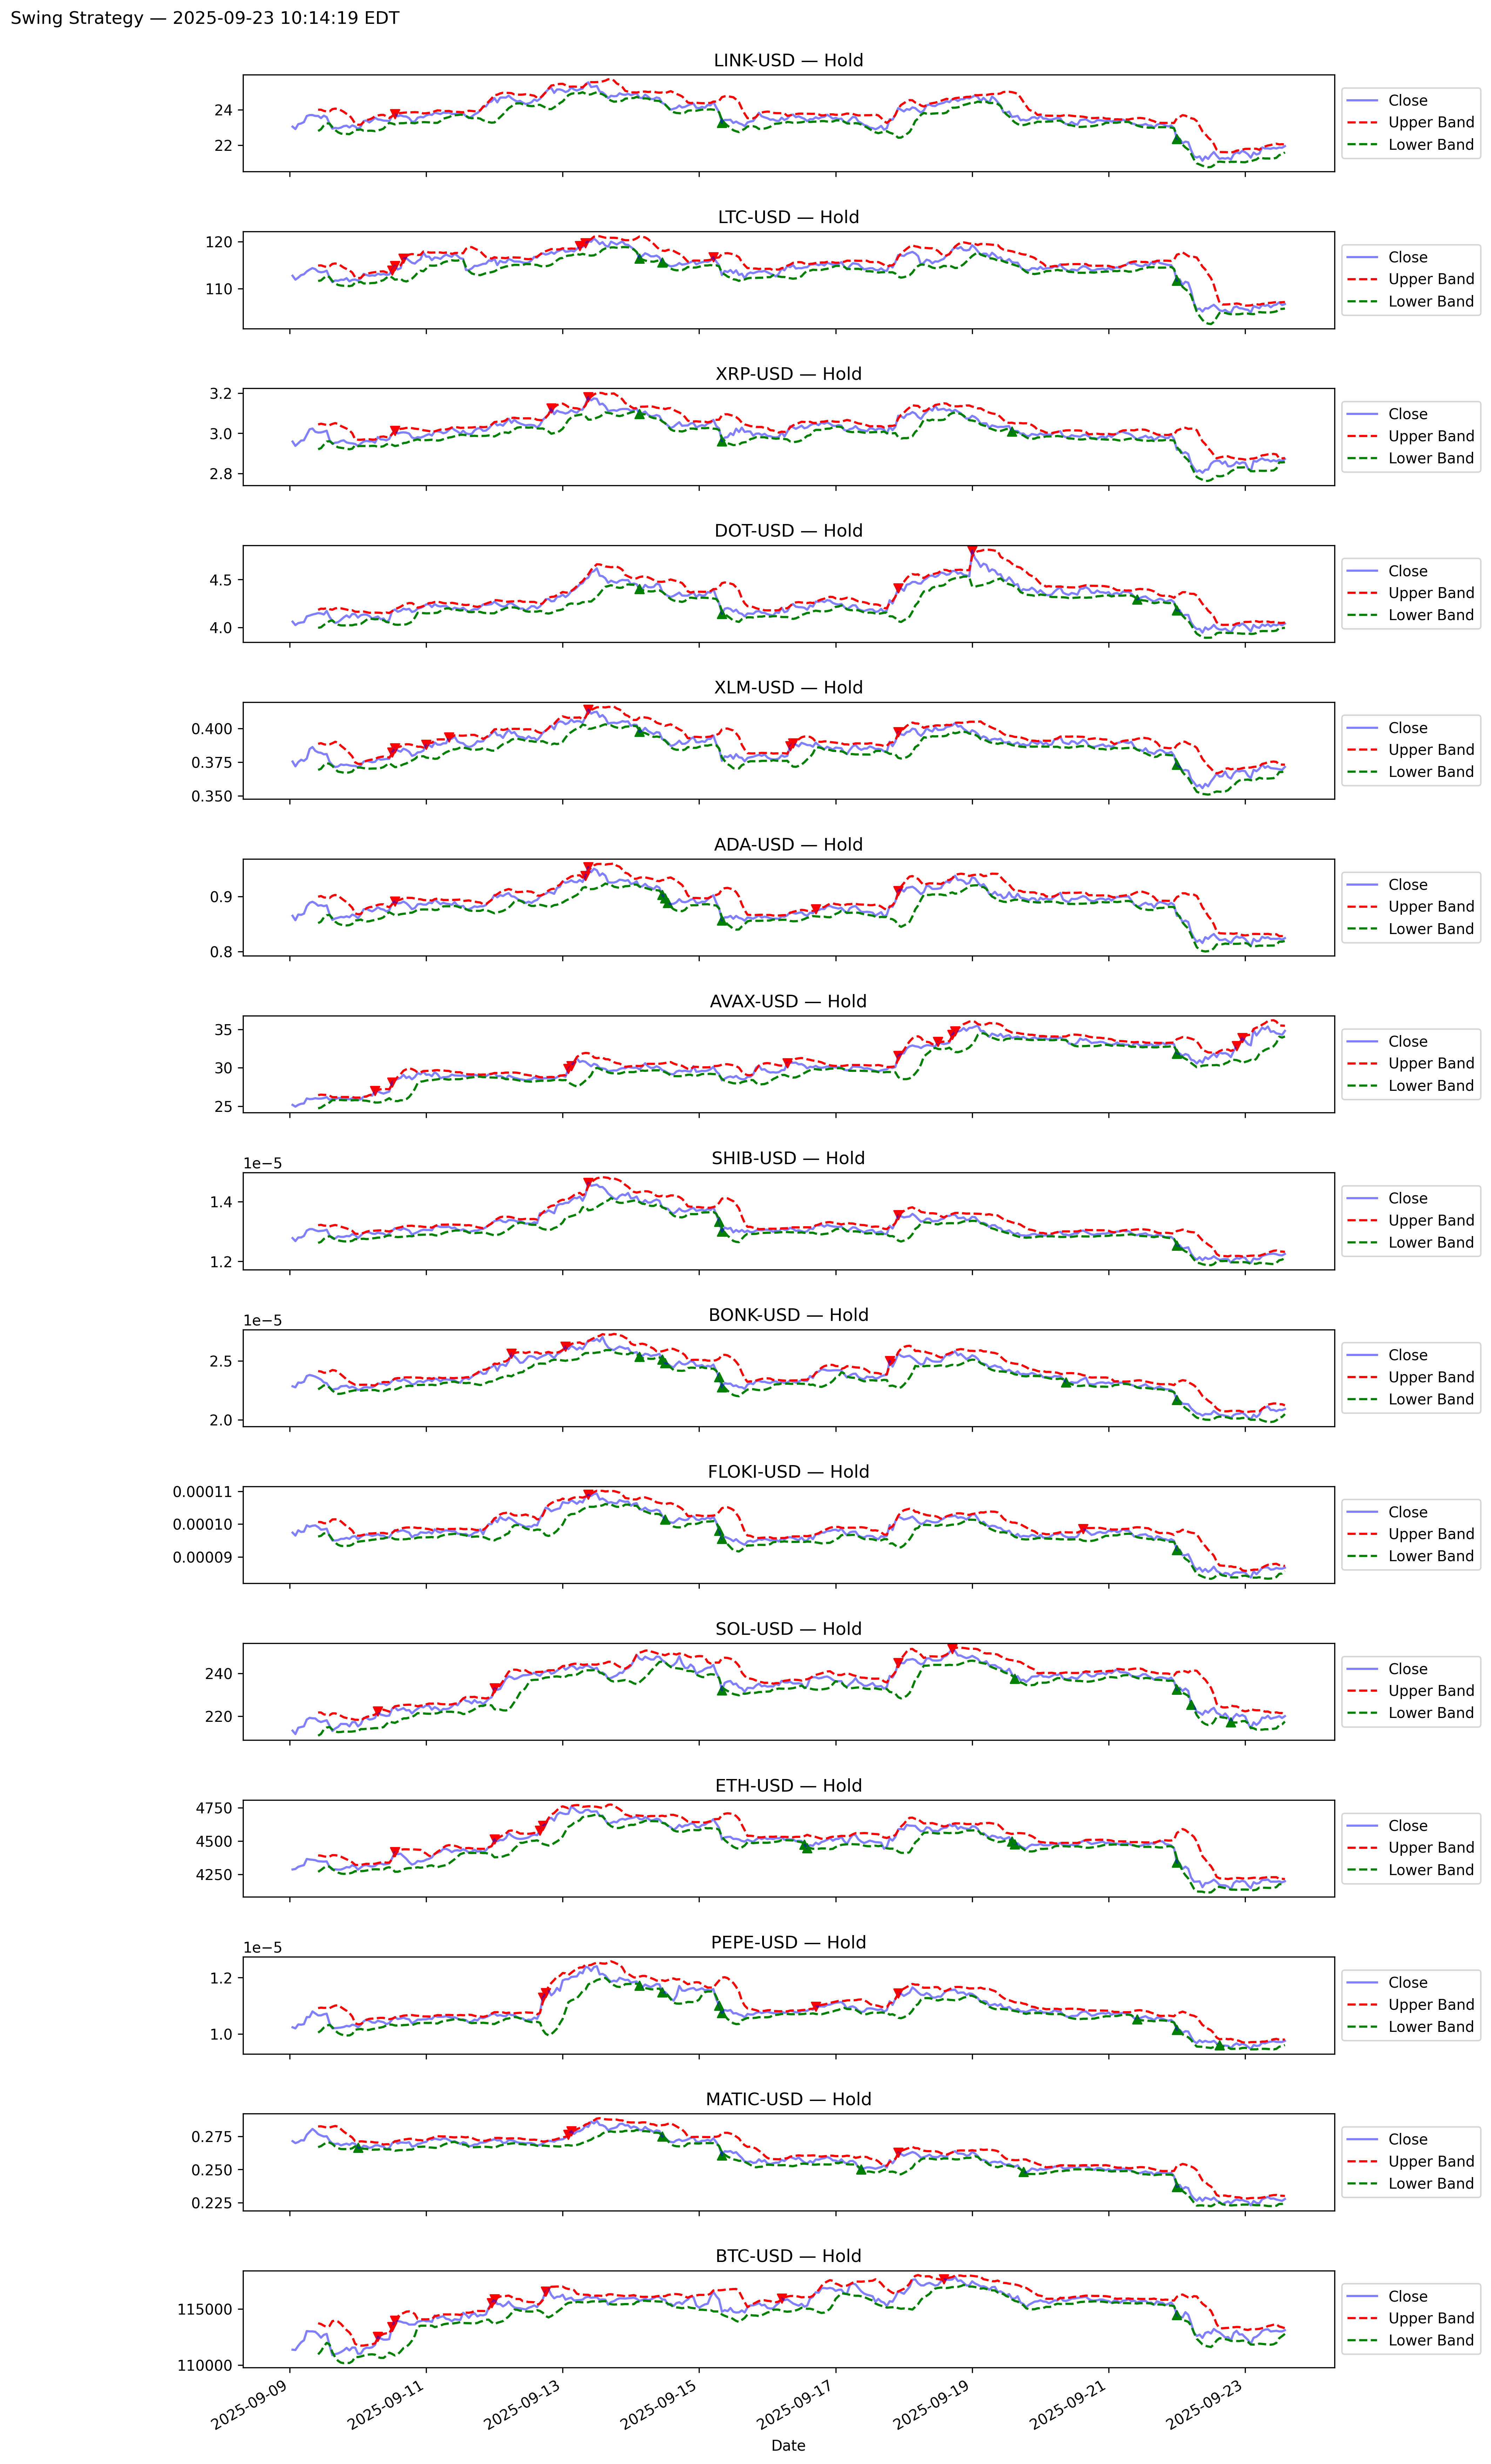 Swing Strategy — 2025-09-23 10:14:19 EDT
LINK-USD — Hold
24
22
Close
Upper Band
Lower Band
LTC-USD — Hold
120
110
Close
Upper Band
Lower Band
XRP-USD — Hold
3.2
3.0
2.8
Close
Upper Band
Lower Band
DOT-USD — Hold
4.5
4.0
Close
Upper Band
Lower Band
XLM-USD — Hold
0.400
0.375
0.350
Close
Upper Band
Lower Band
ADA-USD — Hold
0.9
0.8
Close
Upper Band
Lower Band
AVAX-USD — Hold
35
30
25
Close
Upper Band
Lower Band
SHIB-USD — Hold
1e−5
1.4
1.2
Close
Upper Band
Lower Band
BONK-USD — Hold
1e−5
2.5
2.0
Close
Upper Band
Lower Band
FLOKI-USD — Hold
0.00011
0.00010
0.00009
Close
Upper Band
Lower Band
SOL-USD — Hold
240
220
Close
Upper Band
Lower Band
ETH-USD — Hold
4750
4500
4250
Close
Upper Band
Lower Band
PEPE-USD — Hold
1e−5
1.2
1.0
Close
Upper Band
Lower Band
MATIC-USD — Hold
0.275
0.250
0.225
Close
Upper Band
Lower Band
BTC-USD — Hold
115000
110000
Close
Upper Band
Lower Band
2025-09-09
2025-09-11
2025-09-13
2025-09-15
2025-09-17
2025-09-19
2025-09-21
2025-09-23
Date